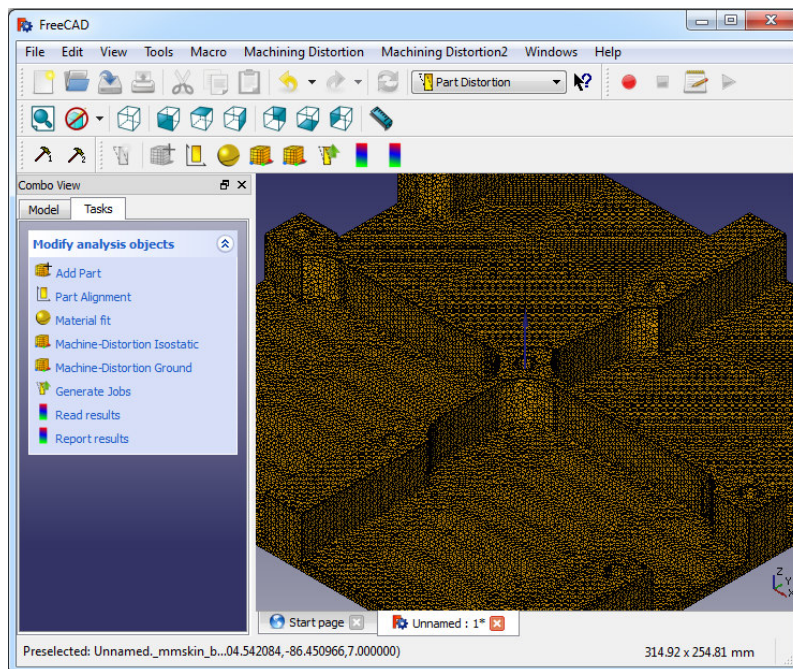 FreeCAD
File Edit View Tools Macro Machining Distortion Machining Distortion2 Windows Help
Part Distortion
1 2
Combo View
Model Tasks
Modify analysis objects
Add Part
Part Alignment
Material fit
Machine-Distortion Isostatic
Machine-Distortion Ground
Generate Jobs
Read results
Report results
Z
Y
X
Start page Unnamed : 1*
Preselected: Unnamed._mmskin_b...04.542084,-86.450966,7.000000) 314.92 x 254.81 mm